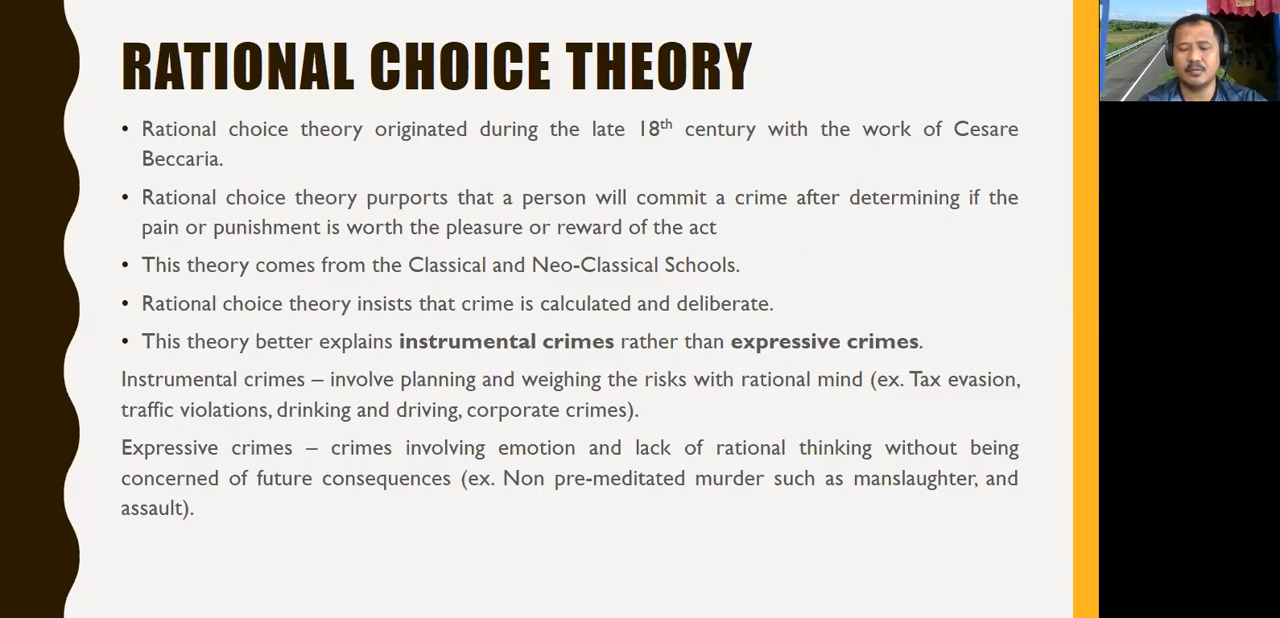 RATIONAL CHOICE THEORY
• Rational choice theory originated during the late 18th century with the work of Cesare
Beccaria.
• Rational choice theory purports that a person will commit a crime after determining if the
pain or punishment is worth the pleasure or reward of the act
• This theory comes from the Classical and Neo-Classical Schools.
• Rational choice theory insists that crime is calculated and deliberate.
• This theory better explains instrumental crimes rather than expressive crimes.
Instrumental crimes – involve planning and weighing the risks with rational mind (ex. Tax evasion,
traffic violations, drinking and driving, corporate crimes).
Expressive crimes – crimes involving emotion and lack of rational thinking without being
concerned of future consequences (ex. Non pre-meditated murder such as manslaughter, and
assault).